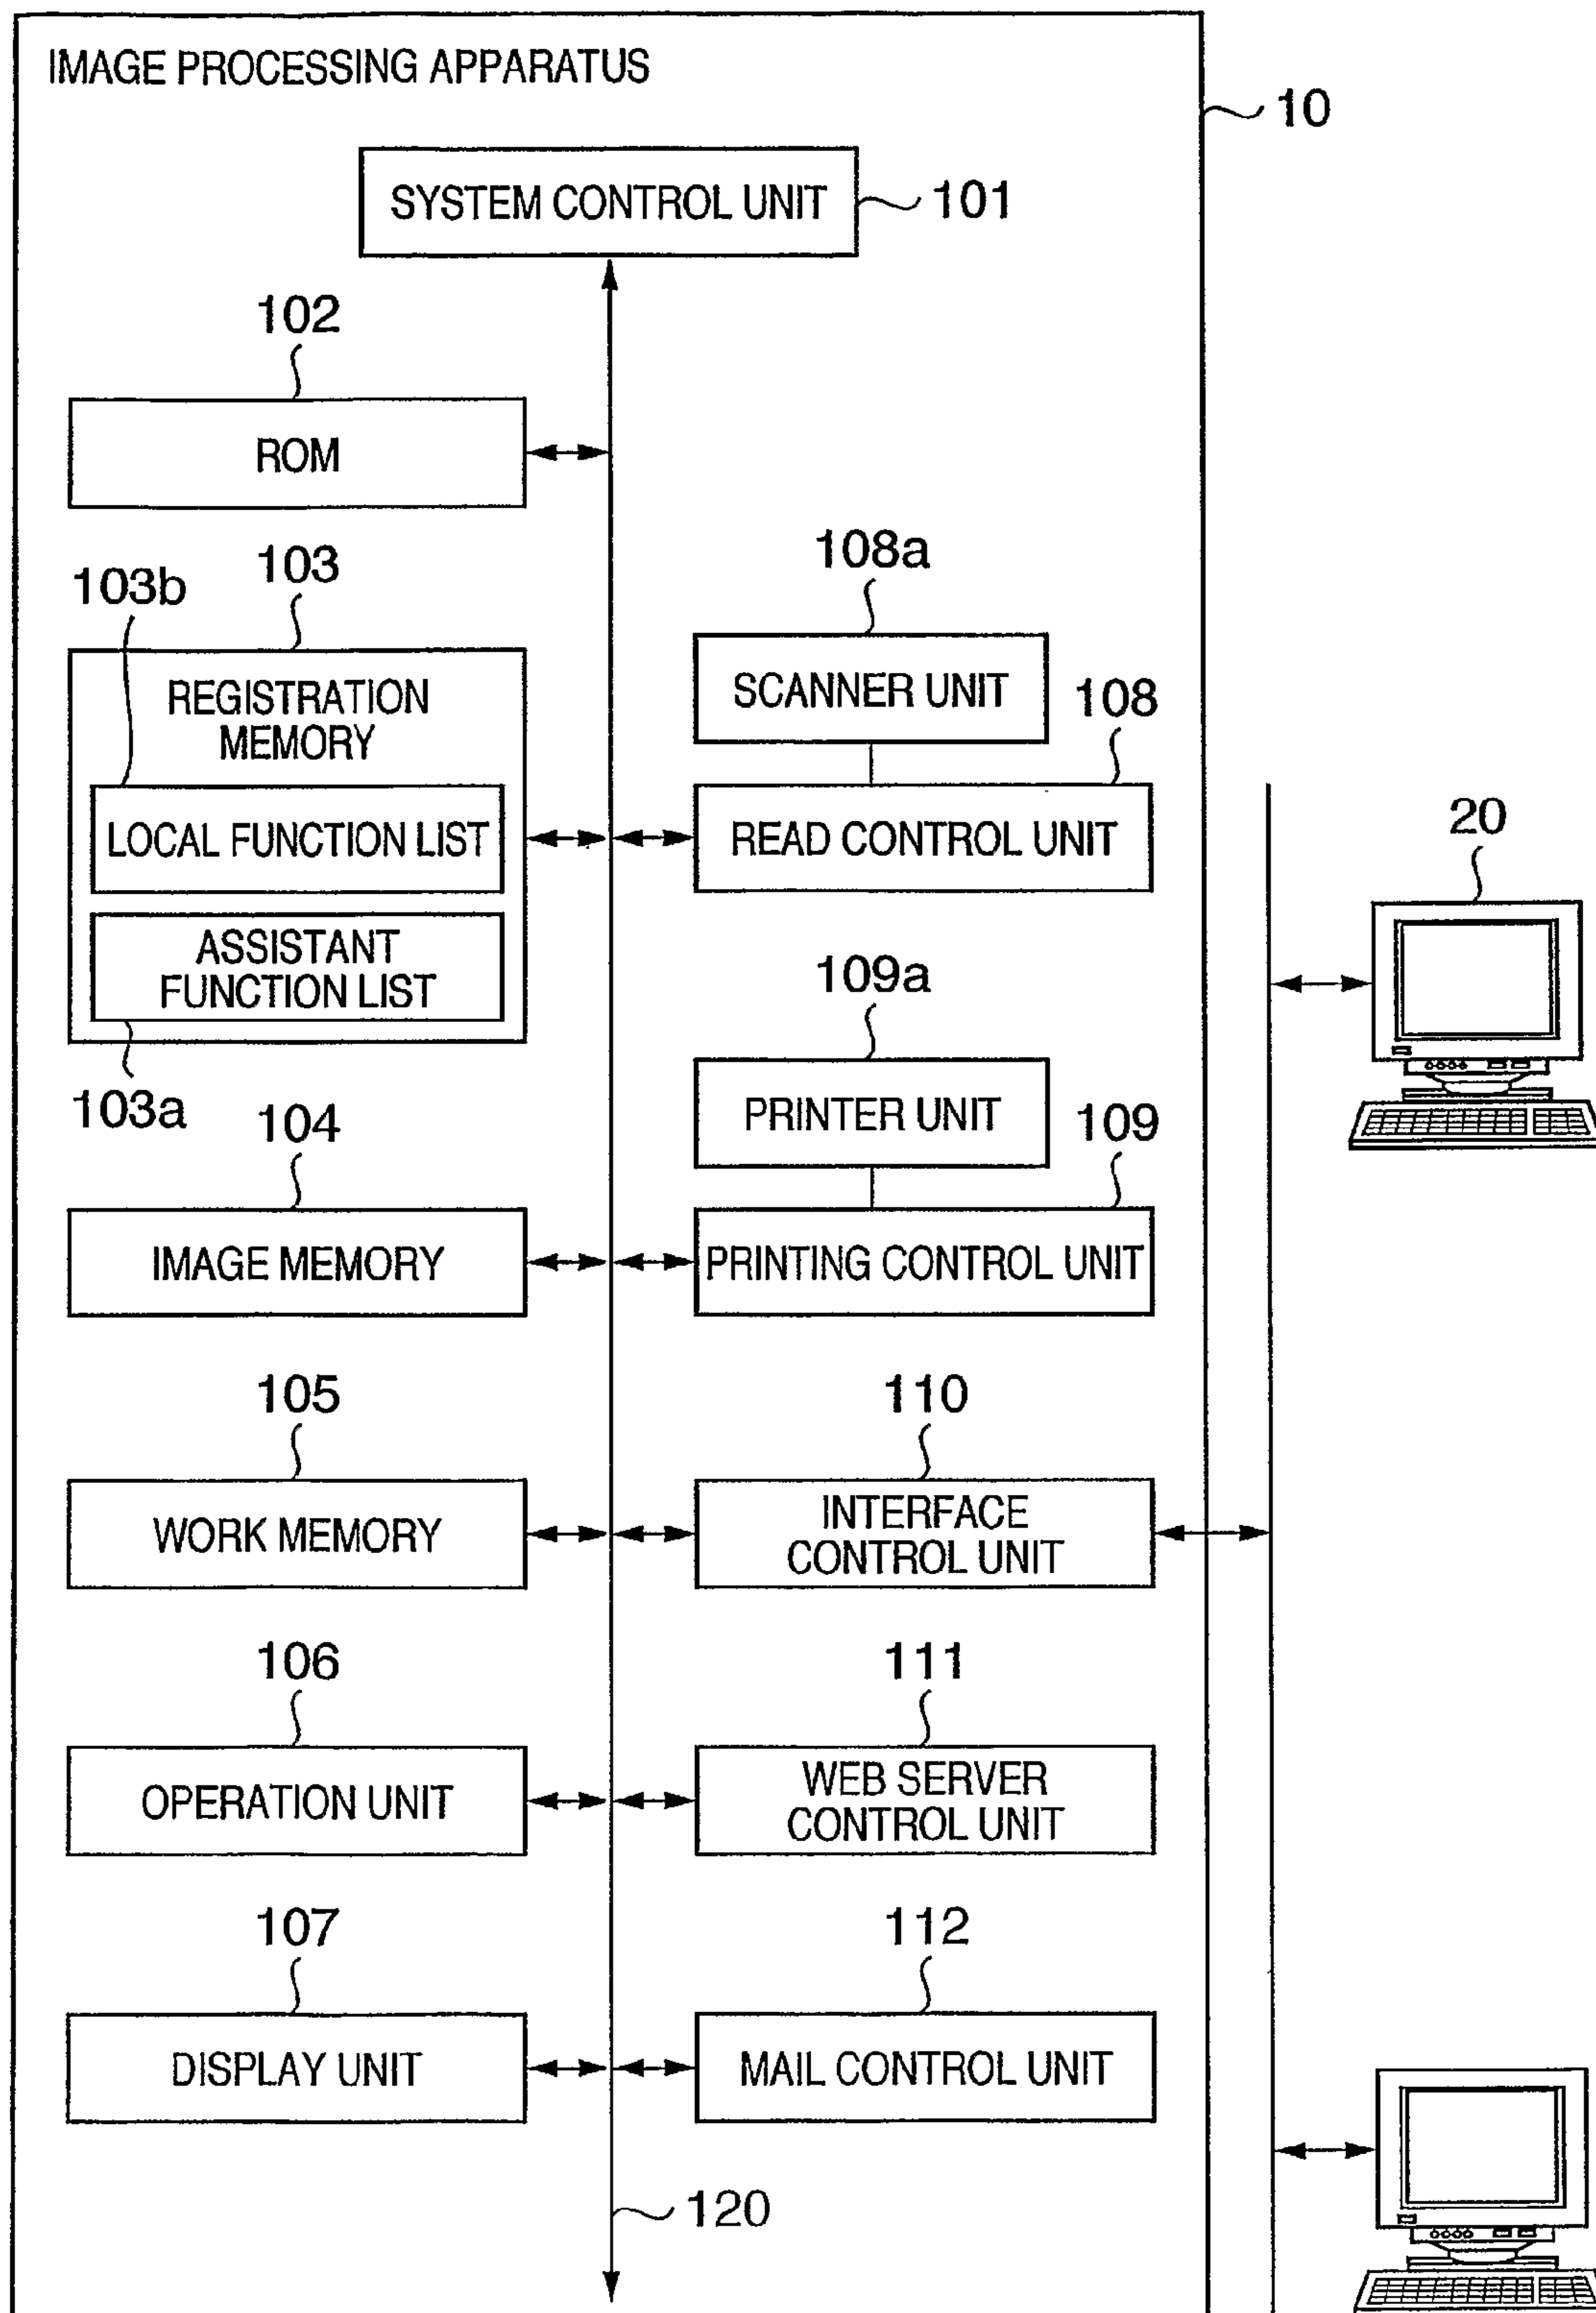 IMAGE PROCESSING APPARATUS
10
SYSTEM CONTROL UNIT
101
102
ROM
103b
103
REGISTRATION
MEMORY
LOCAL FUNCTION LIST
ASSISTANT
FUNCTION LIST
103a
108a
SCANNER UNIT
108
READ CONTROL UNIT
20
109a
PRINTER UNIT
109
PRINTING CONTROL UNIT
104
IMAGE MEMORY
105
WORK MEMORY
110
INTERFACE
CONTROL UNIT
106
OPERATION UNIT
111
WEB SERVER
CONTROL UNIT
107
DISPLAY UNIT
112
MAIL CONTROL UNIT
120